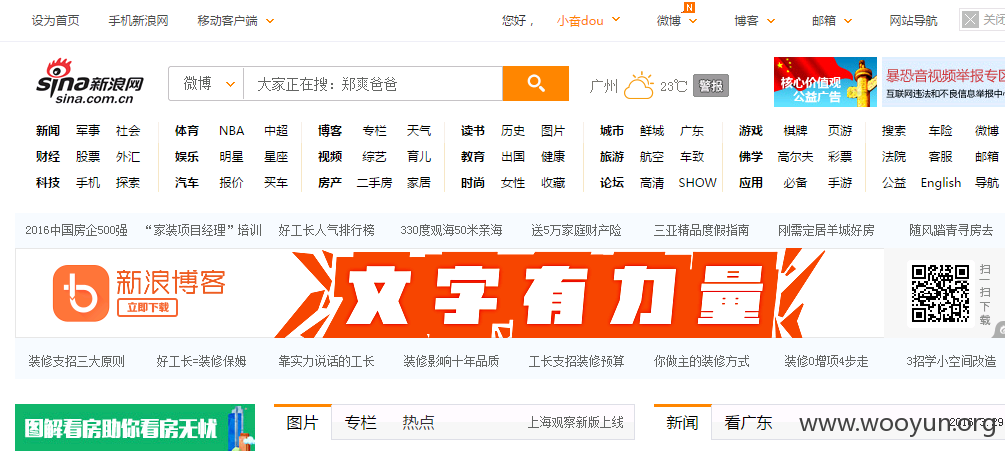 设为首页 手机新浪网 移动客户端 您好， 小奋dou 微博 N 博客 邮箱 网站导航 关闭
sina新浪网
sina.com.cn
微博 大家正在搜：郑爽爸爸
广州 23℃ 警报
核心价值观
公益广告
暴恐音视频举报专区
互联网违法和不良信息举报中心
新闻 军事 社会 体育 NBA 中超 博客 专栏 天气 读书 历史 图片 城市 鲜城 广东 游戏 棋牌 页游 搜索 车险 微博
财经 股票 外汇 娱乐 明星 星座 视频 综艺 育儿 教育 出国 健康 旅游 航空 车致 佛学 高尔夫 彩票 法院 客服 邮箱
科技 手机 探索 汽车 报价 买车 房产 二手房 家居 时尚 女性 收藏 论坛 高清 SHOW 应用 必备 手游 公益 English 导航
2016中国房企500强 “家装项目经理”培训 好工长人气排行榜 330度观海50米亲海 送5万家庭财产险 三亚精品度假指南 刚需定居羊城好房 随风踏青寻房去
新浪博客
立即下载
文字有力量
扫一扫下载
装修支招三大原则 好工长=装修保姆 靠实力说话的工长 装修影响十年品质 工长支招装修预算 你做主的装修方式 装修0增项4步走 3招学小空间改造
图解看房助你看房无忧
图片 专栏 热点 上海观察新版上线 新闻 看广东 2016.3.29
www.wooyun.org